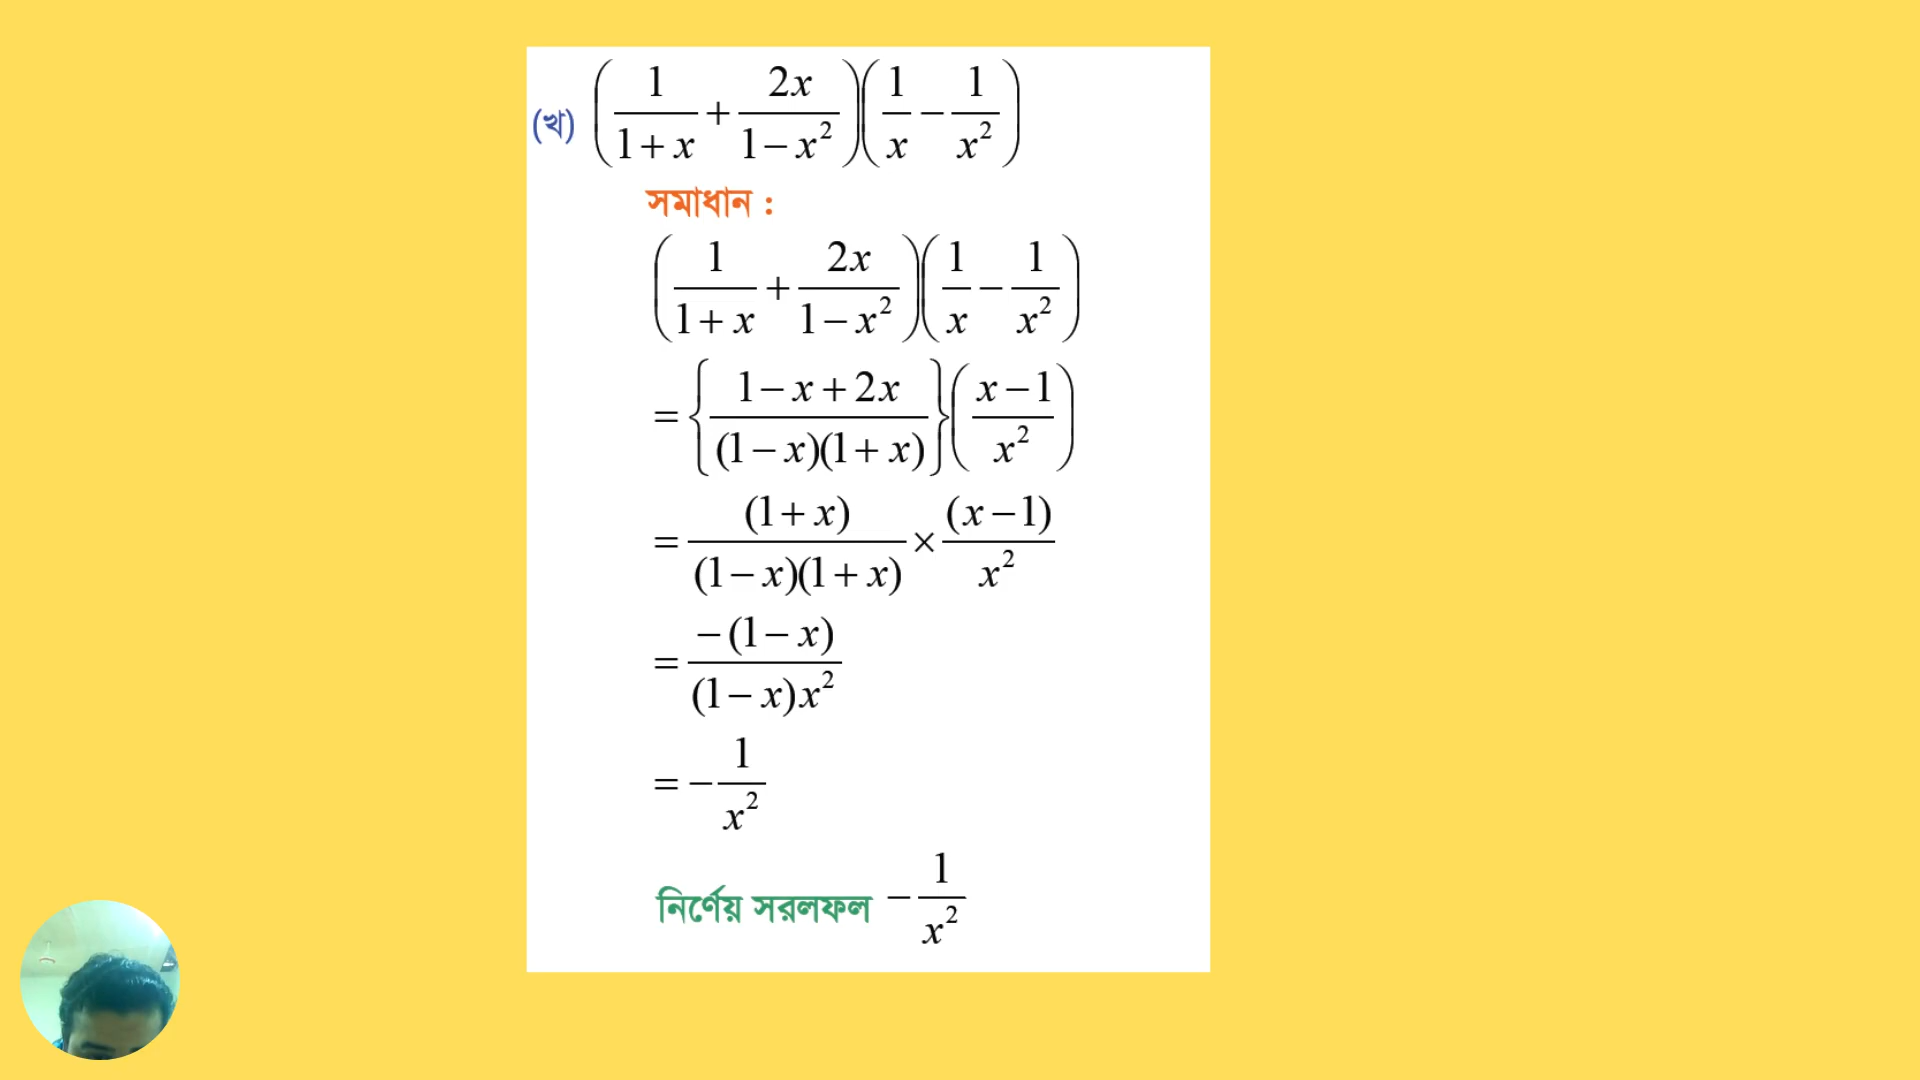 (খ) (1/(1+x) + 2x/(1−x²))(1/x − 1/x²)
সমাধান :
(1/(1+x) + 2x/(1−x²))(1/x − 1/x²)
= {(1−x+2x)/((1−x)(1+x))}((x−1)/x²)
= (1+x)/((1−x)(1+x)) × (x−1)/x²
= −(1−x)/((1−x)x²)
= −1/x²
নির্ণেয় সরলফল −1/x²